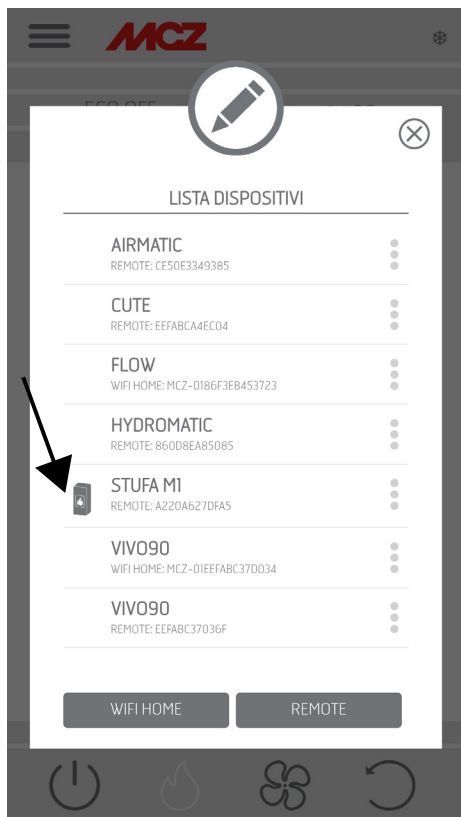 MCZ
ECO OFF
LISTA DISPOSITIVI
AIRMATIC
REMOTE: CE50E3349385
CUTE
REMOTE: EEFABCA4EC04
FLOW
WIFI HOME: MCZ-0186F3EB453723
HYDROMATIC
REMOTE: 860D8EA85085
STUFA M1
REMOTE: A220A627DFA5
VIVO90
WIFI HOME: MCZ-01EEFABC37D034
VIVO90
REMOTE: EEFABC37036F
WIFI HOME
REMOTE